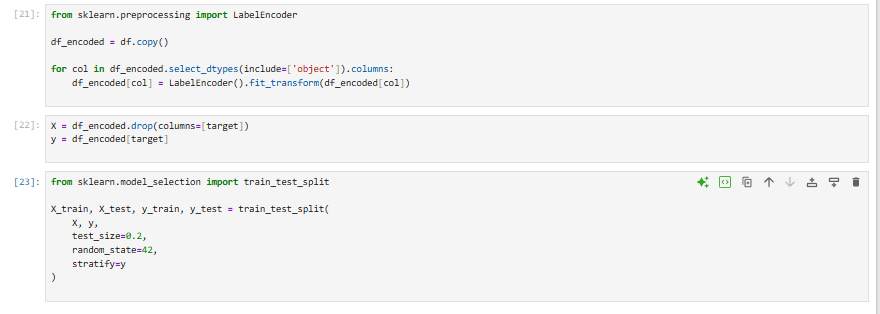 [21]: from sklearn.preprocessing import LabelEncoder
df_encoded = df.copy()
for col in df_encoded.select_dtypes(include=['object']).columns:
    df_encoded[col] = LabelEncoder().fit_transform(df_encoded[col])
[22]: X = df_encoded.drop(columns=[target])
y = df_encoded[target]
[23]: from sklearn.model_selection import train_test_split
X_train, X_test, y_train, y_test = train_test_split(
    X, y,
    test_size=0.2,
    random_state=42,
    stratify=y
)